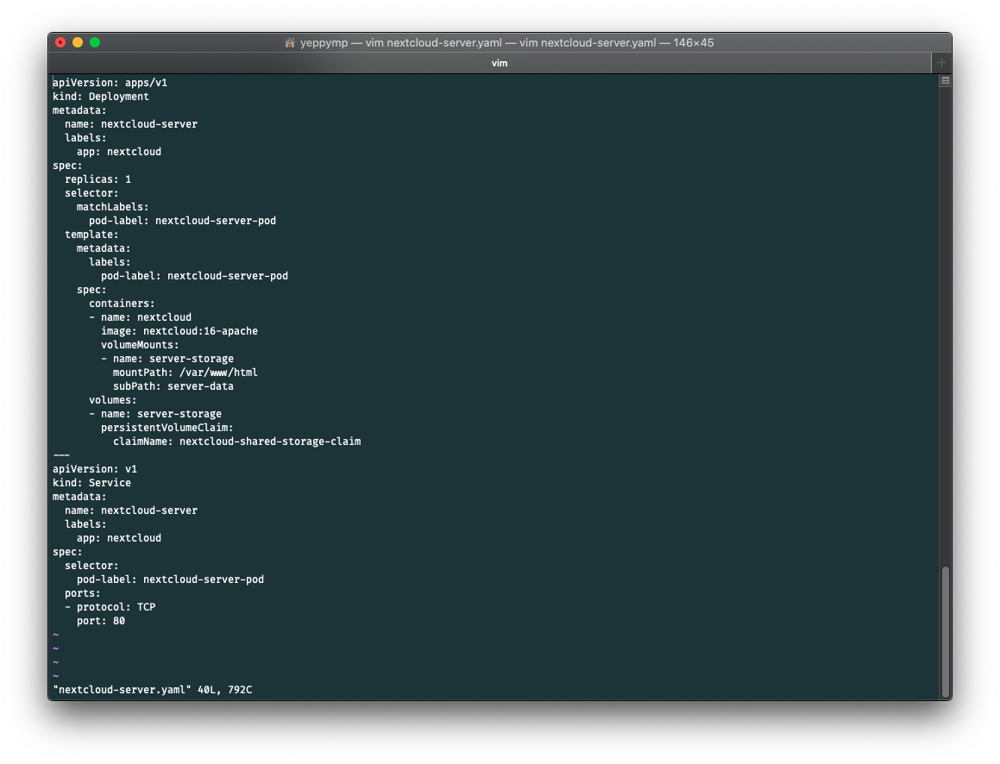 yeppymp — vim nextcloud-server.yaml — vim nextcloud-server.yaml — 146×45
vim
apiVersion: apps/v1
kind: Deployment
metadata:
  name: nextcloud-server
  labels:
    app: nextcloud
spec:
  replicas: 1
  selector:
    matchLabels:
      pod-label: nextcloud-server-pod
  template:
    metadata:
      labels:
        pod-label: nextcloud-server-pod
    spec:
      containers:
      - name: nextcloud
        image: nextcloud:16-apache
        volumeMounts:
        - name: server-storage
          mountPath: /var/www/html
          subPath: server-data
      volumes:
      - name: server-storage
        persistentVolumeClaim:
          claimName: nextcloud-shared-storage-claim
---
apiVersion: v1
kind: Service
metadata:
  name: nextcloud-server
  labels:
    app: nextcloud
spec:
  selector:
    pod-label: nextcloud-server-pod
  ports:
  - protocol: TCP
    port: 80
~
~
~
~
"nextcloud-server.yaml" 40L, 792C